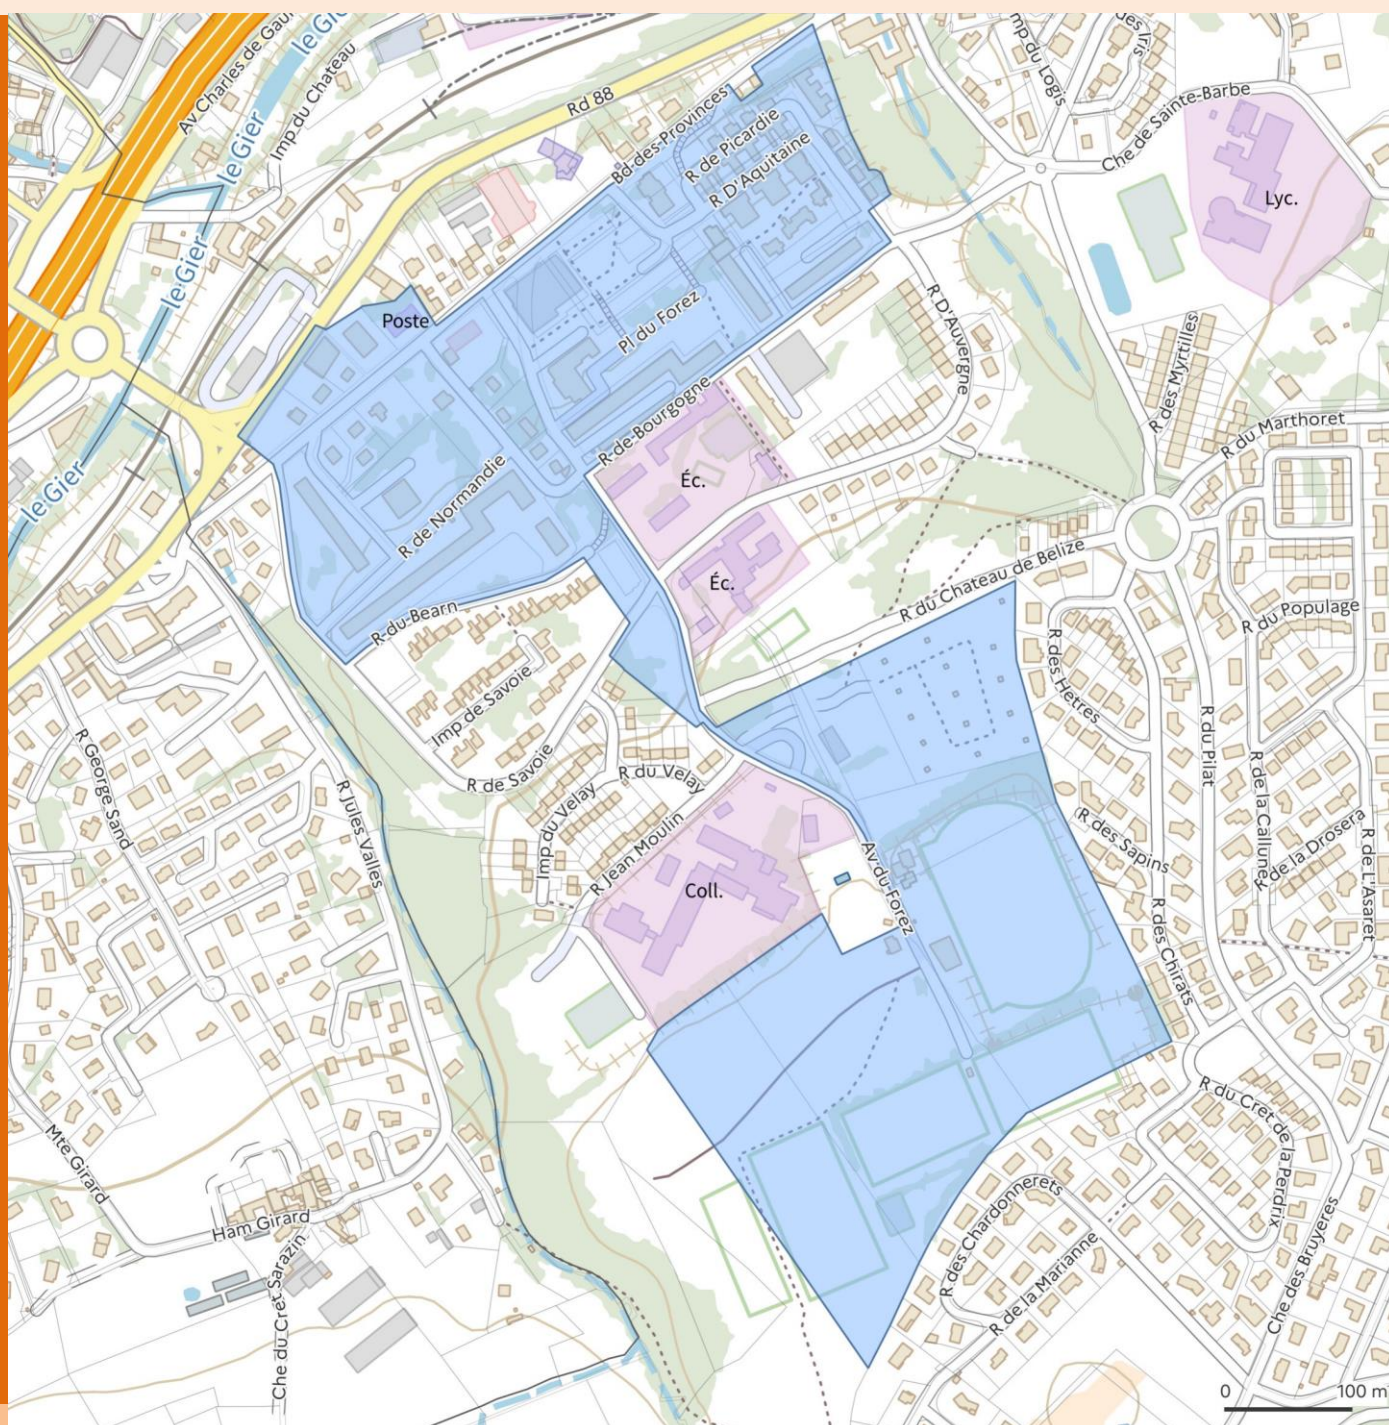 Av Charles de Gaul
le Gier
Imp du Chateau
le Gier
le Gier
le Gier
Rd 88
Bd-des-Provinces
R de Picardie
R D'Aquitaine
Imp du Logis
des Iris
Che de Sainte-Barbe
Lyc.
Poste
Pl du Forez
R D'Auvergne
R des Myrtilles
R-de-Bourgogne
R du Marthoret
Éc.
R de Normandie
Éc.
R du Chateau de Belize
R-du-Bearn
R du Populage
Imp de Savoie
R des Hetres
R de Savoie
R du Velay
R du Pilat
R George Sand
R Jules Valles
Imp du Velay
R Jean Moulin
R de la Callune
R de la Drosera
R de L'Asaret
R des Sapins
Coll.
Av du Forez
R des Chirats
R du Cret de la Perdrix
Mte Girard
Ham Girard
R des Chardonnerets
Che du Cret Sarazin
R de la Marianne
Che des Bruyeres
0 100 m